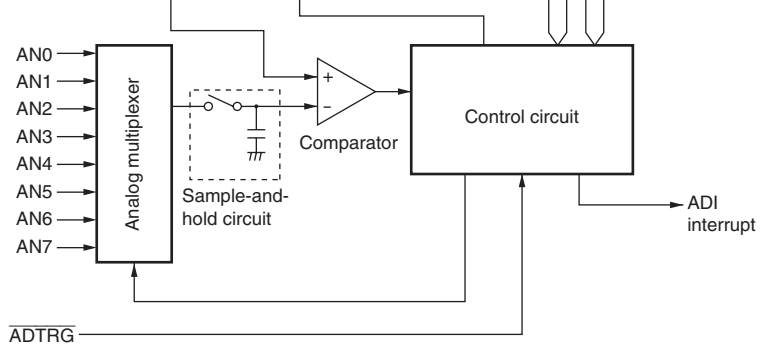 AN0
AN1
AN2
AN3
AN4
AN5
AN6
AN7
Analog multiplexer
Sample-and-
hold circuit
+
−
Comparator
Control circuit
ADI
interrupt
ADTRG